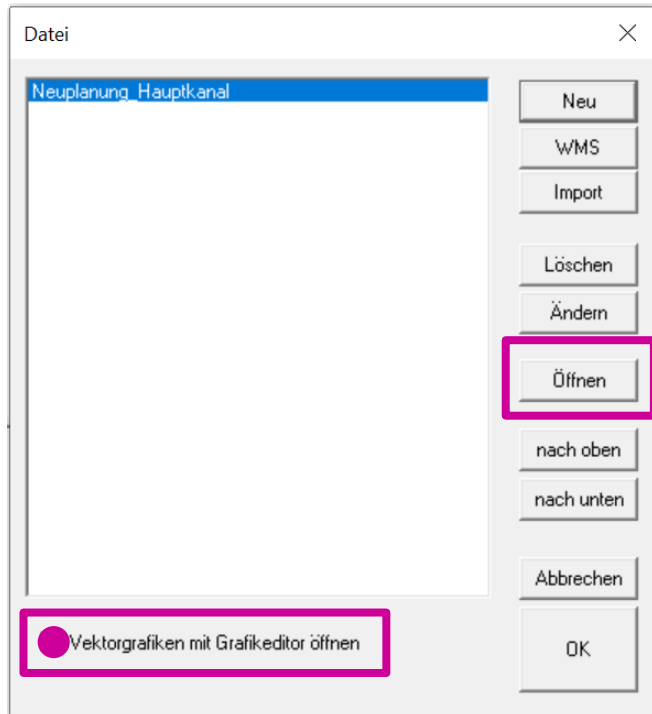 Datei
Neuplanung_Hauptkanal
Neu
WMS
Import
Löschen
Ändern
Öffnen
nach oben
nach unten
Abbrechen
Vektorgrafiken mit Grafikeditor öffnen
OK